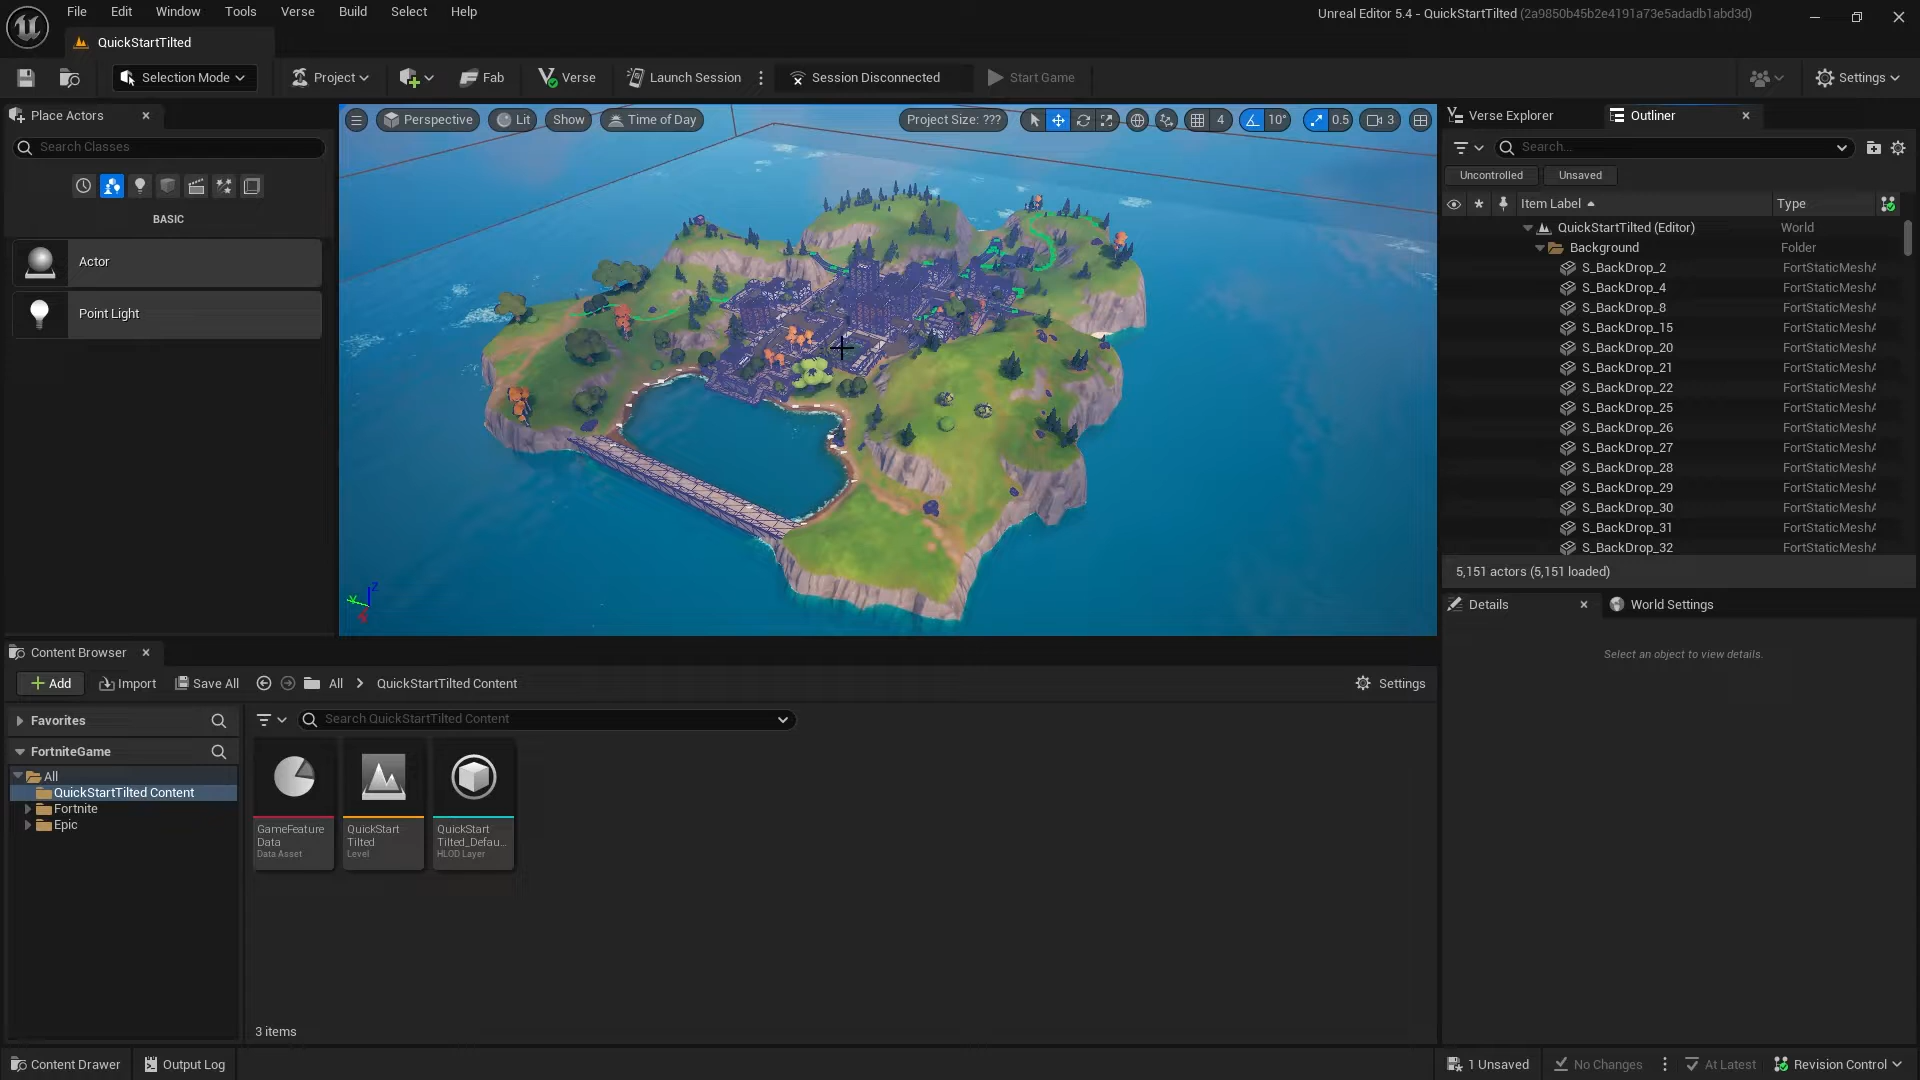 File Edit Window Tools Verse Build Select Help
Unreal Editor 5.4 - QuickStartTilted (2a9850b45b2e4191a73e5adadb1abd3d)
QuickStartTilted
Selection Mode
Project
Fab
Verse
Launch Session
Session Disconnected
Start Game
Settings
Place Actors
Search Classes
BASIC
Actor
Point Light
Perspective
Lit
Show
Time of Day
Project Size: ???
4
10°
0.5
3
Verse Explorer
Outliner
Search...
Uncontrolled
Unsaved
Item Label Type
QuickStartTilted (Editor) World
Background Folder
S_BackDrop_2 FortStaticMeshA
S_BackDrop_4 FortStaticMeshA
S_BackDrop_8 FortStaticMeshA
S_BackDrop_15 FortStaticMeshA
S_BackDrop_20 FortStaticMeshA
S_BackDrop_21 FortStaticMeshA
S_BackDrop_22 FortStaticMeshA
S_BackDrop_25 FortStaticMeshA
S_BackDrop_26 FortStaticMeshA
S_BackDrop_27 FortStaticMeshA
S_BackDrop_28 FortStaticMeshA
S_BackDrop_29 FortStaticMeshA
S_BackDrop_30 FortStaticMeshA
S_BackDrop_31 FortStaticMeshA
S_BackDrop_32 FortStaticMeshA
5,151 actors (5,151 loaded)
Details
World Settings
Select an object to view details.
Content Browser
Add
Import
Save All
All
QuickStartTilted Content
Settings
Favorites
Search QuickStartTilted Content
FortniteGame
All
QuickStartTilted Content
Fortnite
Epic
GameFeature
Data
Data Asset
QuickStart
Tilted
Level
QuickStart
Tilted_Defau...
HLOD Layer
3 items
Content Drawer
Output Log
1 Unsaved
No Changes
At Latest
Revision Control
Z
Y
X